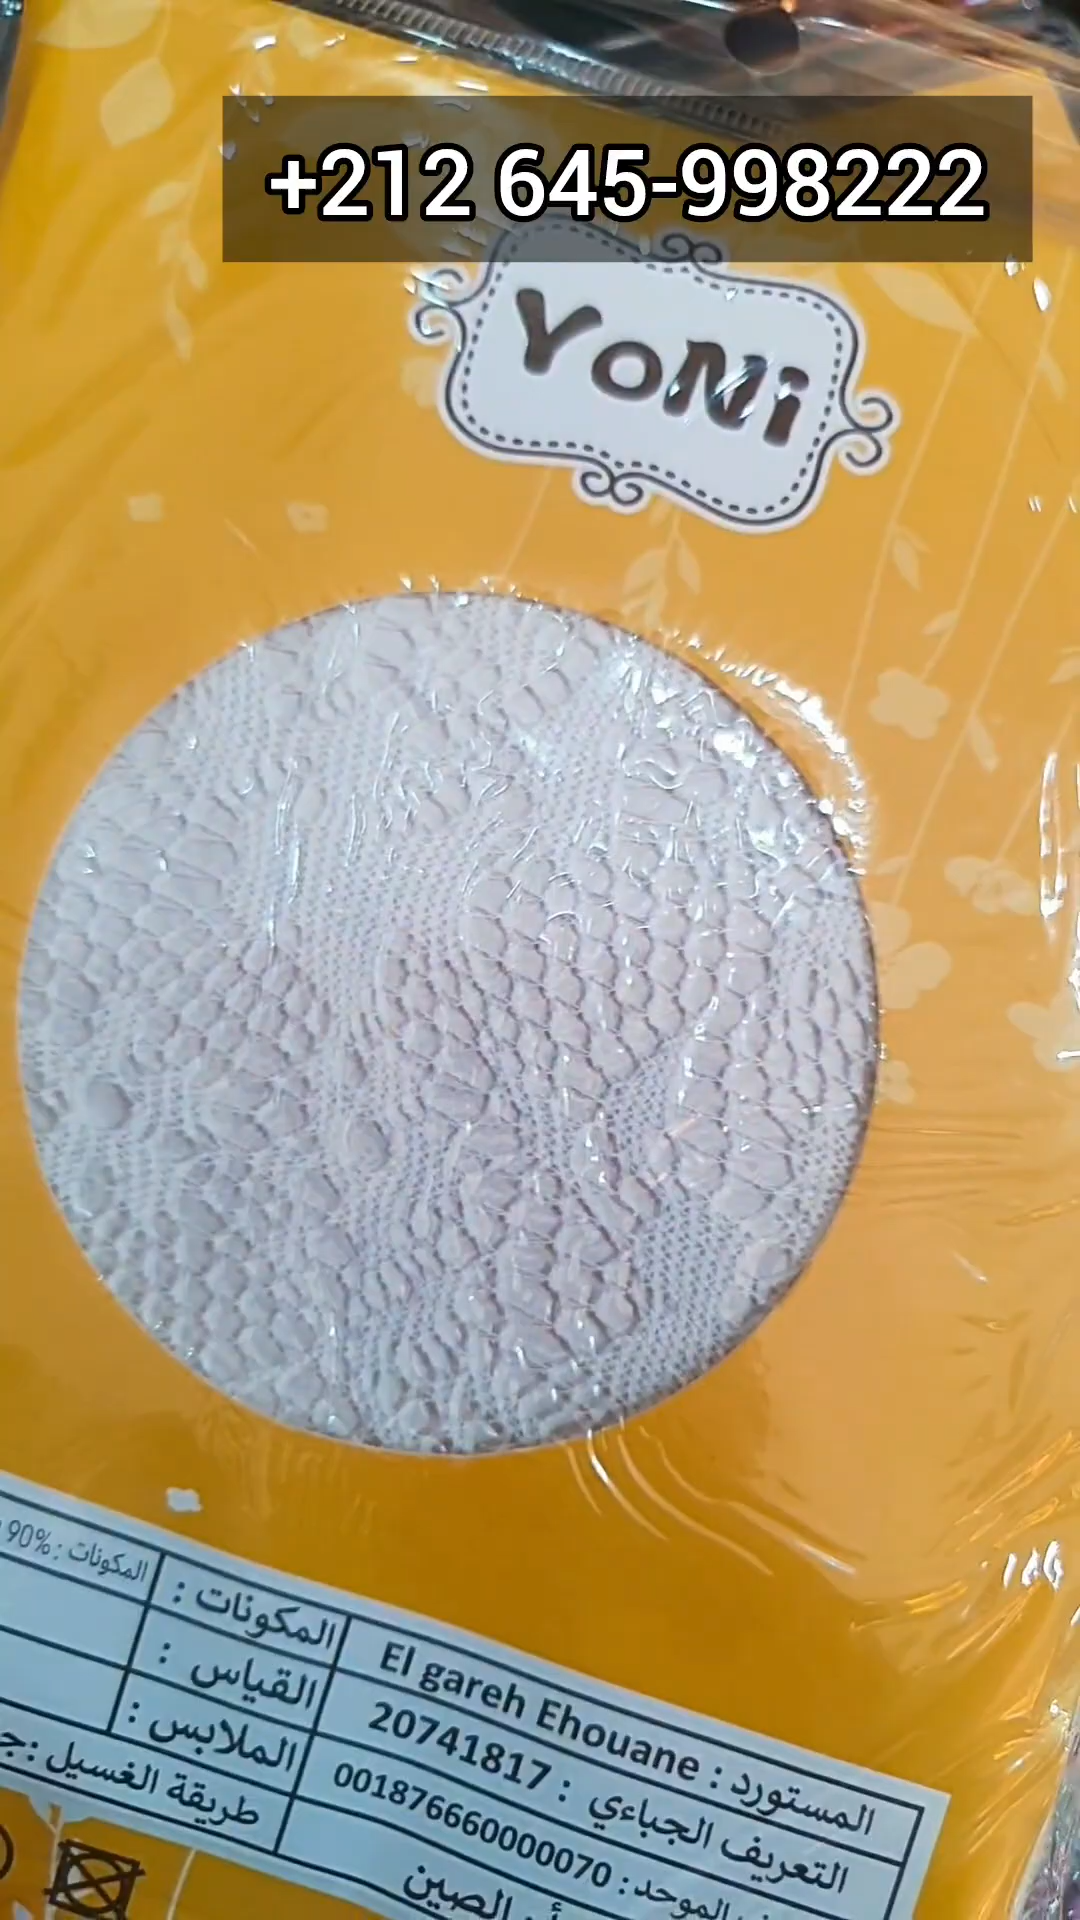 +212 645-998222
YoNi
المستورد : El gareh Ehouane
المكونات :
المكونات : 90%
التعريف الجبائي : 20741817
القياس :
الموحد : 001876660000070
الملابس :
الصين
طريقة الغسيل :